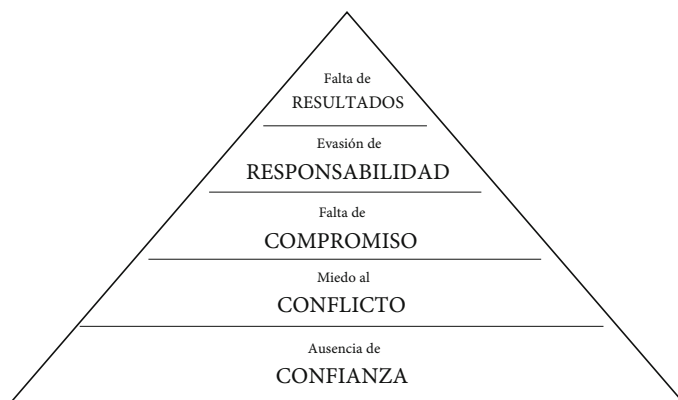 Falta de
RESULTADOS
Evasión de
RESPONSABILIDAD
Falta de
COMPROMISO
Miedo al
CONFLICTO
Ausencia de
CONFIANZA